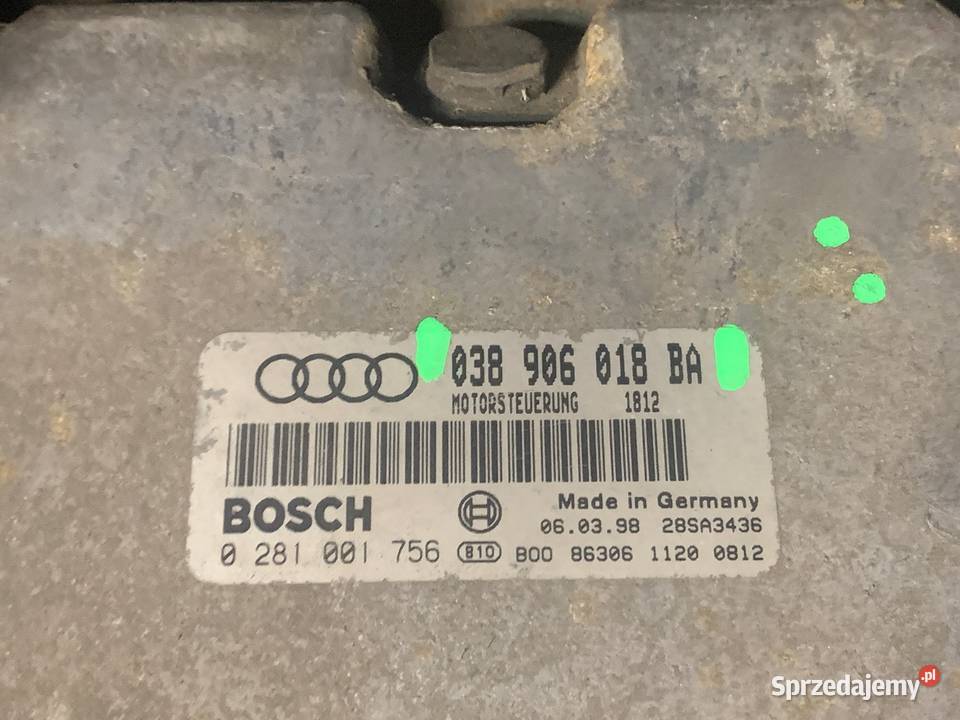 038 906 018 BA
MOTORSTEUERUNG 1812
BOSCH
Made in Germany
06.03.98 28SA3436
0 281 001 756 810 B00 86306 1120 0812
Sprzedajemy.pl